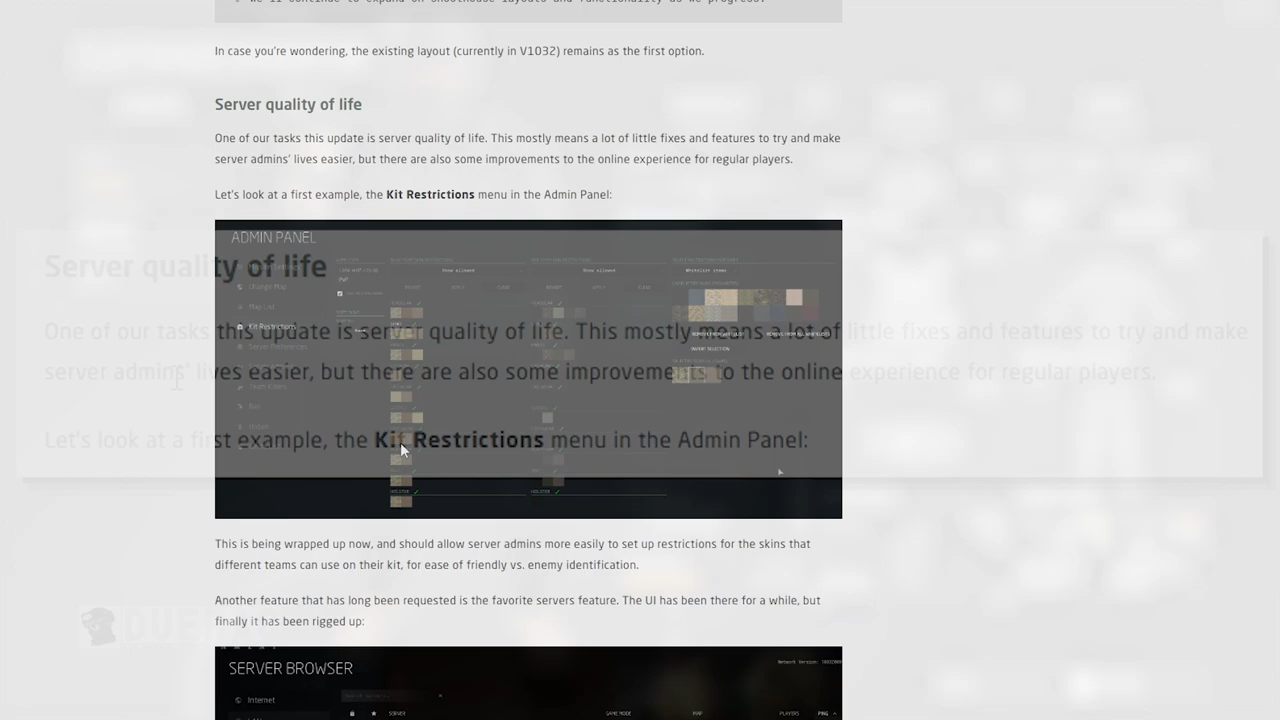 In case you're wondering, the existing layout (currently in V1032) remains as the first option.
Server quality of life
One of our tasks this update is server quality of life. This mostly means a lot of little fixes and features to try and make
server admins' lives easier, but there are also some improvements to the online experience for regular players.
Let's look at a first example, the Kit Restrictions menu in the Admin Panel:
ADMIN PANEL
Change Map
Map List
Kit Restrictions
Server Preferences
Show allowed
Show allowed
Server quality of life
One of our tasks this update is server quality of life. This mostly means a lot of little fixes and features to try and make
server admins' lives easier, but there are also some improvements to the online experience for regular players.
Let's look at a first example, the Kit Restrictions menu in the Admin Panel:
This is being wrapped up now, and should allow server admins more easily to set up restrictions for the skins that
different teams can use on their kit, for ease of friendly vs. enemy identification.
Another feature that has long been requested is the favorite servers feature. The UI has been there for a while, but
finally it has been rigged up:
SERVER BROWSER
Network Version:
Internet
SERVER GAME MODE MAP PLAYERS PING